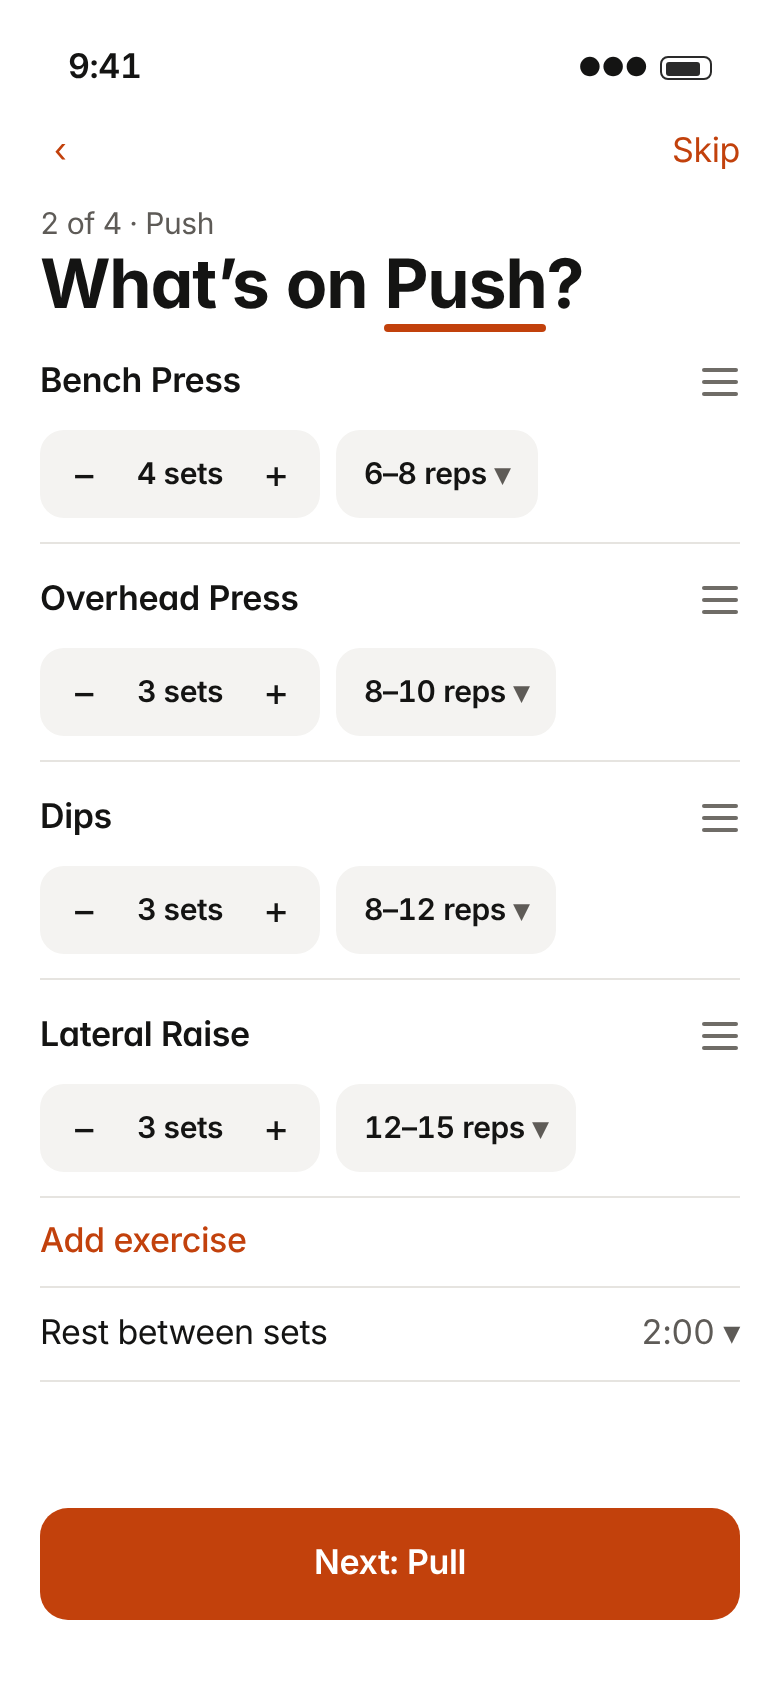 9:41
‹ Skip
2 of 4 · Push
What’s on Push?
Bench Press
− 4 sets + 6–8 reps ▾
Overhead Press
− 3 sets + 8–10 reps ▾
Dips
− 3 sets + 8–12 reps ▾
Lateral Raise
− 3 sets + 12–15 reps ▾
Add exercise
Rest between sets 2:00 ▾
Next: Pull